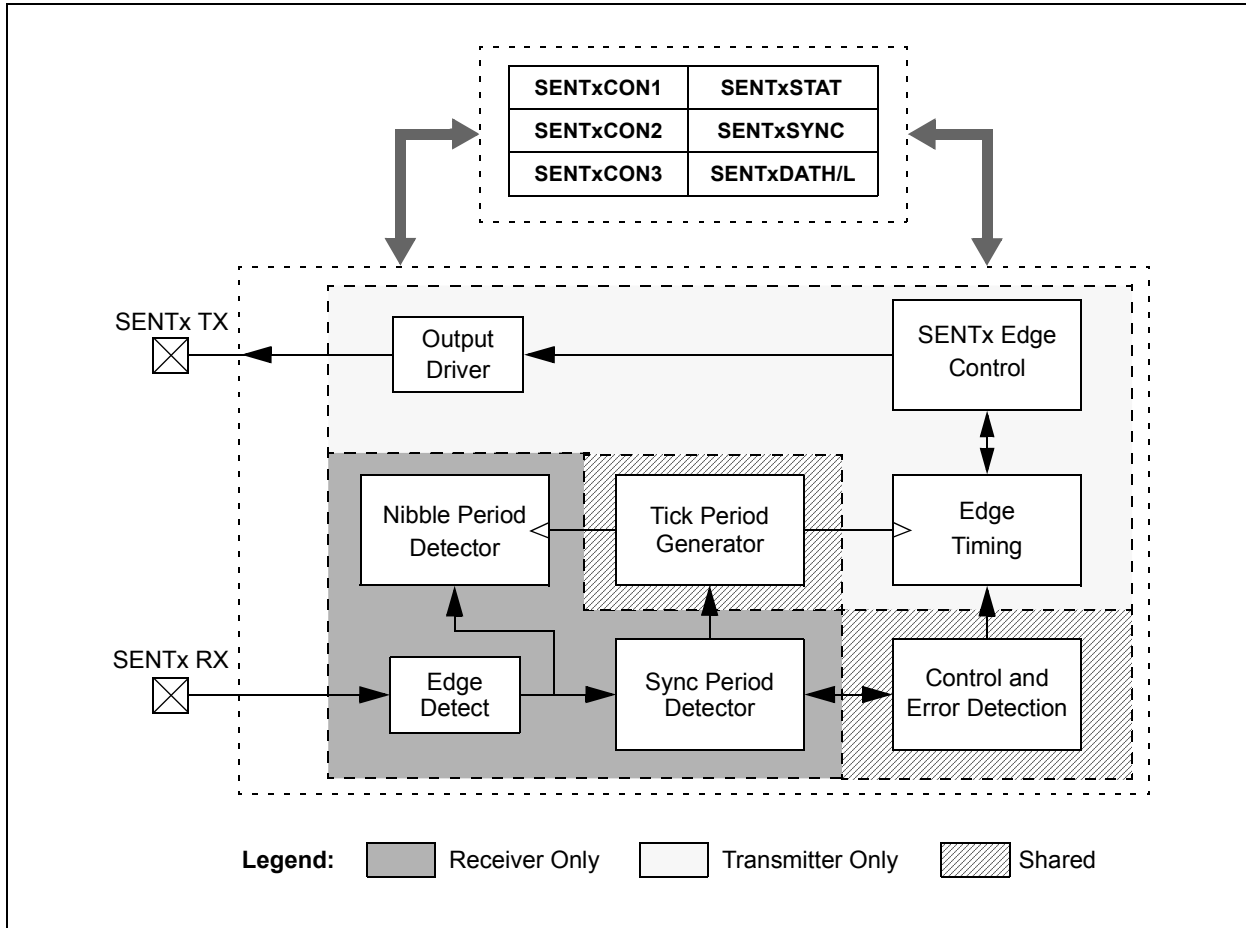 SENTxCON1 SENTxSTAT
SENTxCON2 SENTxSYNC
SENTxCON3 SENTxDATH/L
SENTx TX
Output
Driver
SENTx Edge
Control
Nibble Period
Detector
Tick Period
Generator
Edge
Timing
SENTx RX
Edge
Detect
Sync Period
Detector
Control and
Error Detection
Legend: Receiver Only Transmitter Only Shared